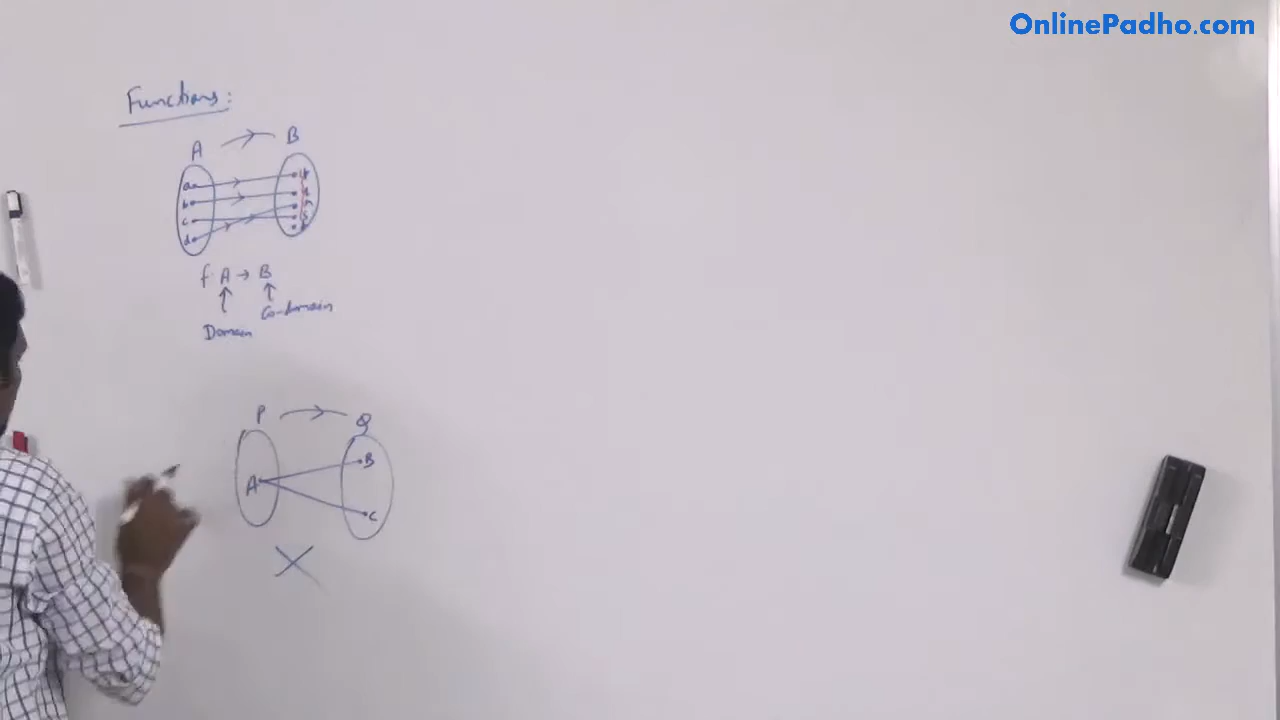 OnlinePadho.com
Functions:
A B
a
b
c
d
f A → B
Domain Co-domain
P Q
A B
C